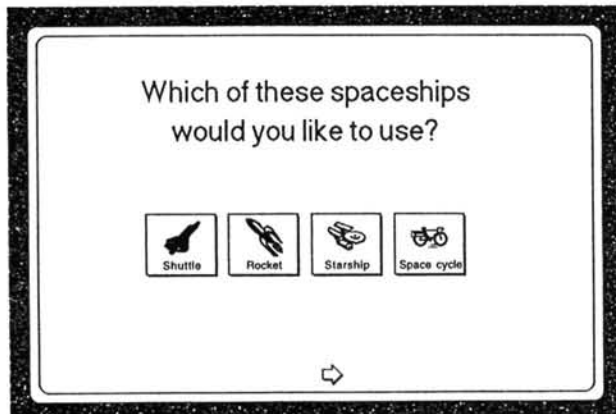 Which of these spaceships
would you like to use?
Shuttle Rocket Starship Space cycle